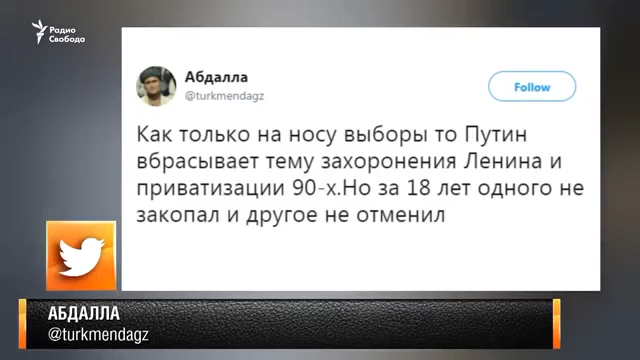 Радио
Свобода
Абдалла
@turkmendagz
Follow
Как только на носу выборы то Путин
вбрасывает тему захоронения Ленина и
приватизации 90-х.Но за 18 лет одного не
закопал и другое не отменил
АБДАЛЛА
@turkmendagz